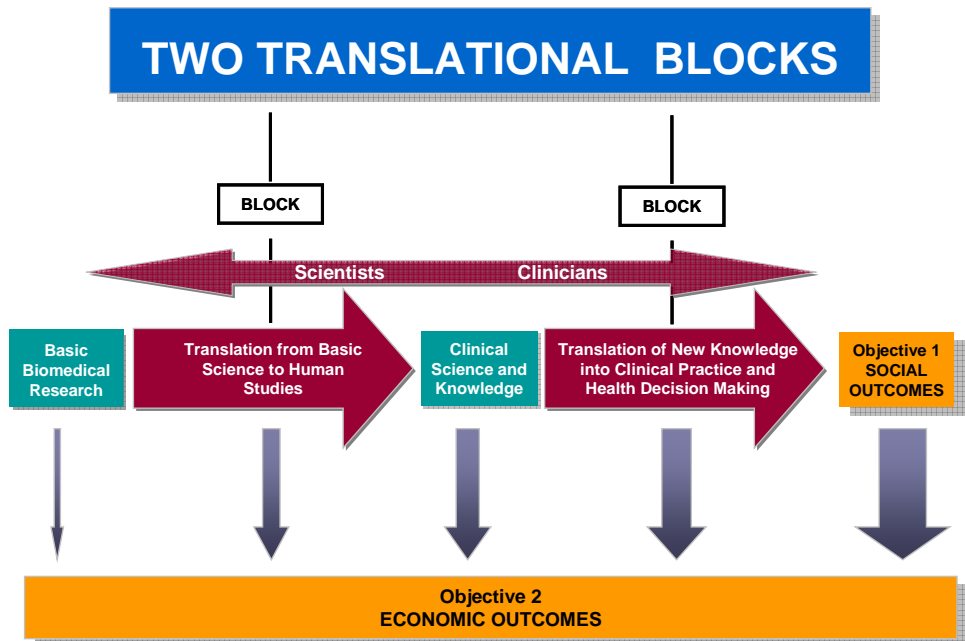 TWO TRANSLATIONAL BLOCKS
BLOCK
BLOCK
Scientists
Clinicians
Basic
Biomedical
Research
Translation from Basic
Science to Human
Studies
Clinical
Science and
Knowledge
Translation of New Knowledge
into Clinical Practice and
Health Decision Making
Objective 1
SOCIAL
OUTCOMES
Objective 2
ECONOMIC OUTCOMES